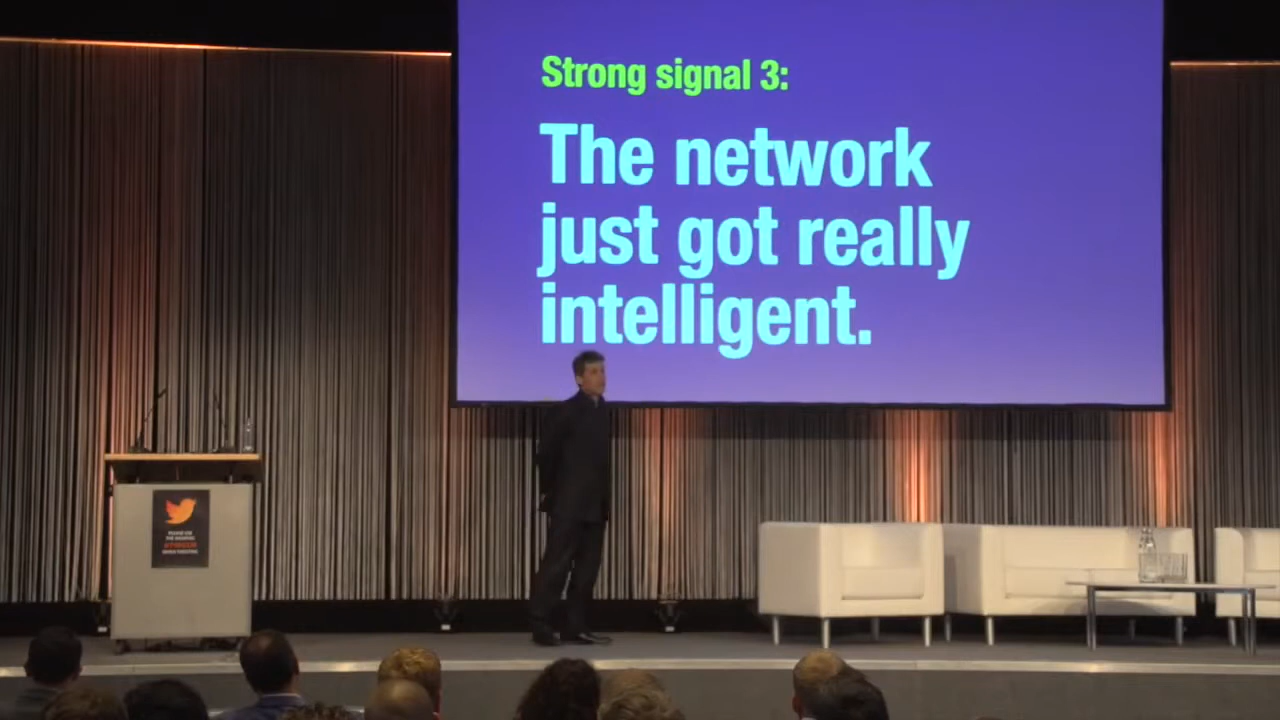 Strong signal 3:
The network
just got really
intelligent.